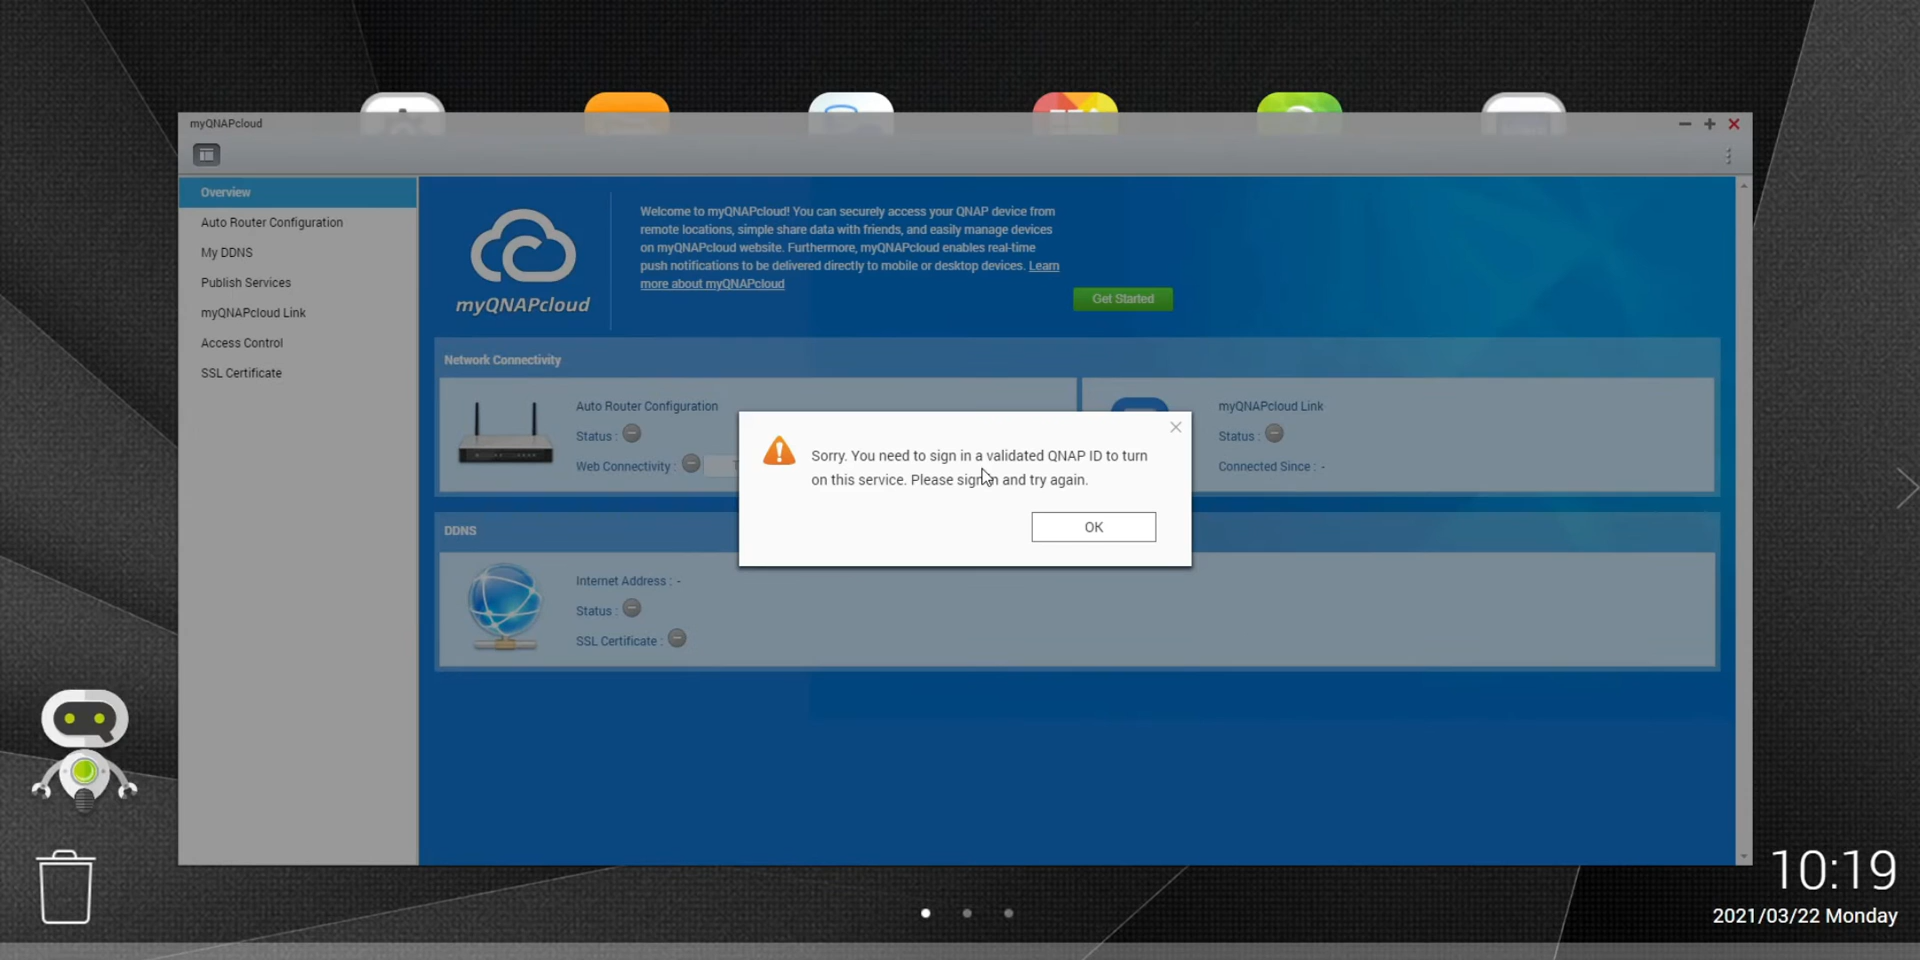 myQNAPcloud
Overview
Auto Router Configuration
My DDNS
Publish Services
myQNAPcloud Link
Access Control
SSL Certificate
myQNAPcloud
Welcome to myQNAPcloud! You can securely access your QNAP device from
remote locations, simple share data with friends, and easily manage devices
on myQNAPcloud website. Furthermore, myQNAPcloud enables real-time
push notifications to be delivered directly to mobile or desktop devices. Learn
more about myQNAPcloud
Get Started
Network Connectivity
Auto Router Configuration
Status :
Web Connectivity :
myQNAPcloud Link
Status :
Connected Since : -
Sorry. You need to sign in a validated QNAP ID to turn
on this service. Please sign in and try again.
OK
DDNS
Internet Address : -
Status :
SSL Certificate :
10:19
2021/03/22 Monday